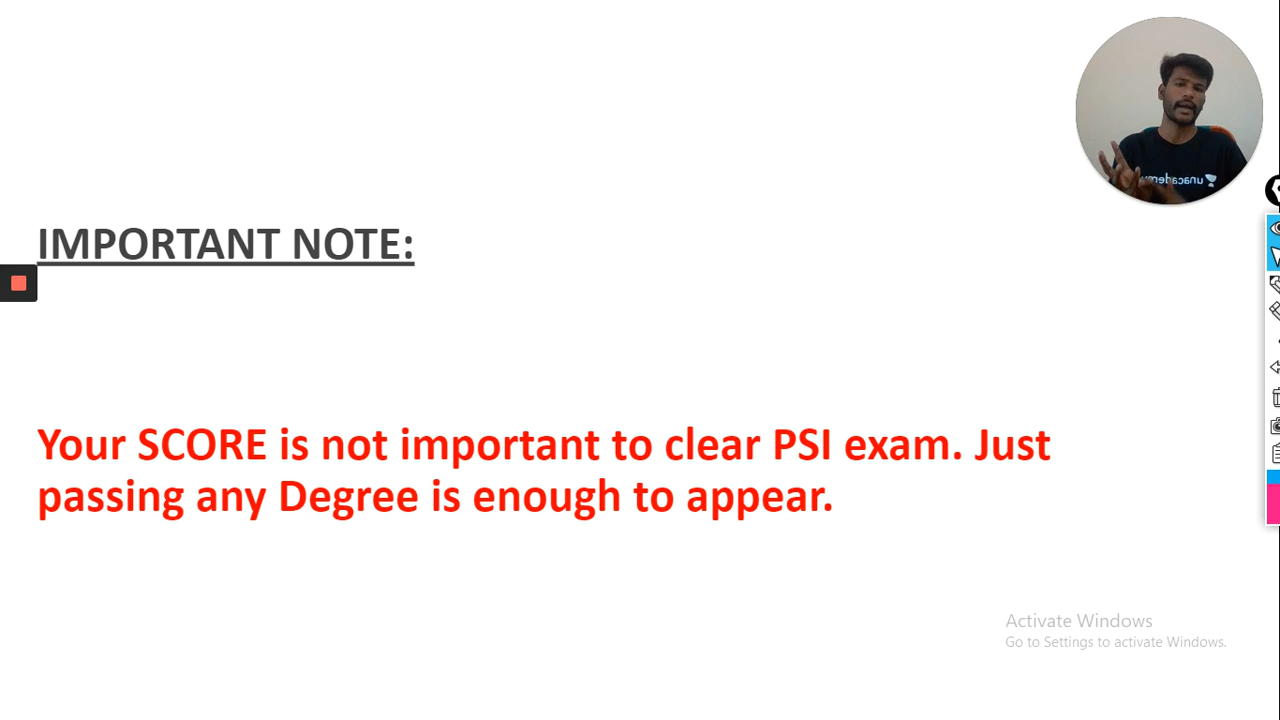 unacademy
IMPORTANT NOTE:
Your SCORE is not important to clear PSI exam. Just
passing any Degree is enough to appear.
Activate Windows
Go to Settings to activate Windows.